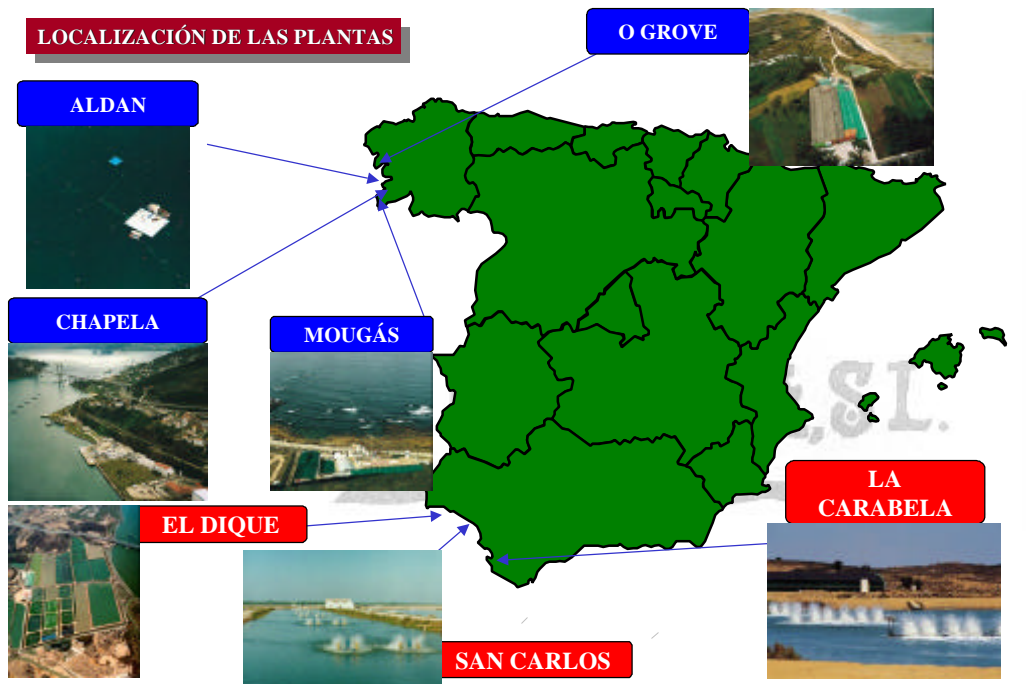 LOCALIZACIÓN DE LAS PLANTAS
O GROVE
ALDAN
CHAPELA
MOUGÁS
EL DIQUE
SAN CARLOS
LA
CARABELA